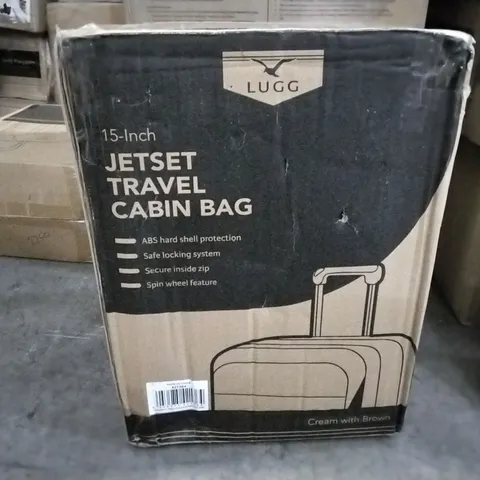 LUGG
15-Inch
JETSET
TRAVEL
CABIN BAG
ABS hard shell protection
Safe locking system
Secure inside zip
Spin wheel feature
Cream with Brown